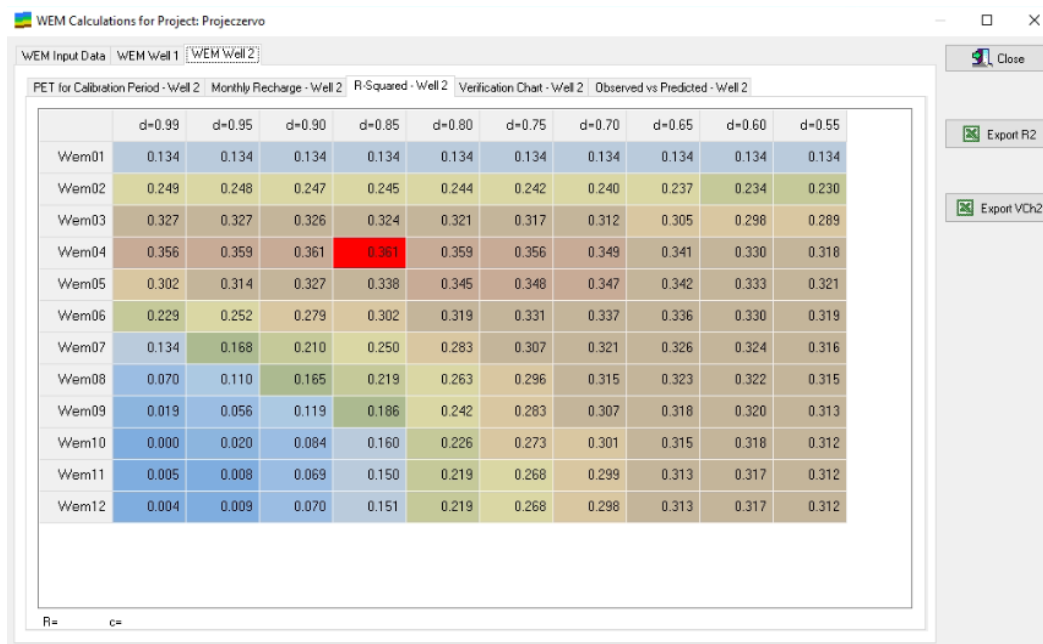 WEM Calculations for Project: Projeczervo
WEM Input Data WEM Well 1 WEM Well 2
Close
PET for Calibration Period - Well 2 Monthly Recharge - Well 2 R-Squared - Well 2 Verification Chart - Well 2 Observed vs Predicted - Well 2
d=0.99 d=0.95 d=0.90 d=0.85 d=0.80 d=0.75 d=0.70 d=0.65 d=0.60 d=0.55
Export R2
Wem01 0.134 0.134 0.134 0.134 0.134 0.134 0.134 0.134 0.134 0.134
Wem02 0.249 0.248 0.247 0.245 0.244 0.242 0.240 0.237 0.234 0.230
Export VCh2
Wem03 0.327 0.327 0.326 0.324 0.321 0.317 0.312 0.305 0.298 0.289
Wem04 0.356 0.359 0.361 0.361 0.359 0.356 0.349 0.341 0.330 0.318
Wem05 0.302 0.314 0.327 0.338 0.345 0.348 0.347 0.342 0.333 0.321
Wem06 0.229 0.252 0.279 0.302 0.319 0.331 0.337 0.336 0.330 0.319
Wem07 0.134 0.168 0.210 0.250 0.283 0.307 0.321 0.326 0.324 0.316
Wem08 0.070 0.110 0.165 0.219 0.263 0.296 0.315 0.323 0.322 0.315
Wem09 0.019 0.056 0.119 0.186 0.242 0.283 0.307 0.318 0.320 0.313
Wem10 0.000 0.020 0.084 0.160 0.226 0.273 0.301 0.315 0.318 0.312
Wem11 0.005 0.008 0.069 0.150 0.219 0.268 0.299 0.313 0.317 0.312
Wem12 0.004 0.009 0.070 0.151 0.219 0.268 0.298 0.313 0.317 0.312
R= c=